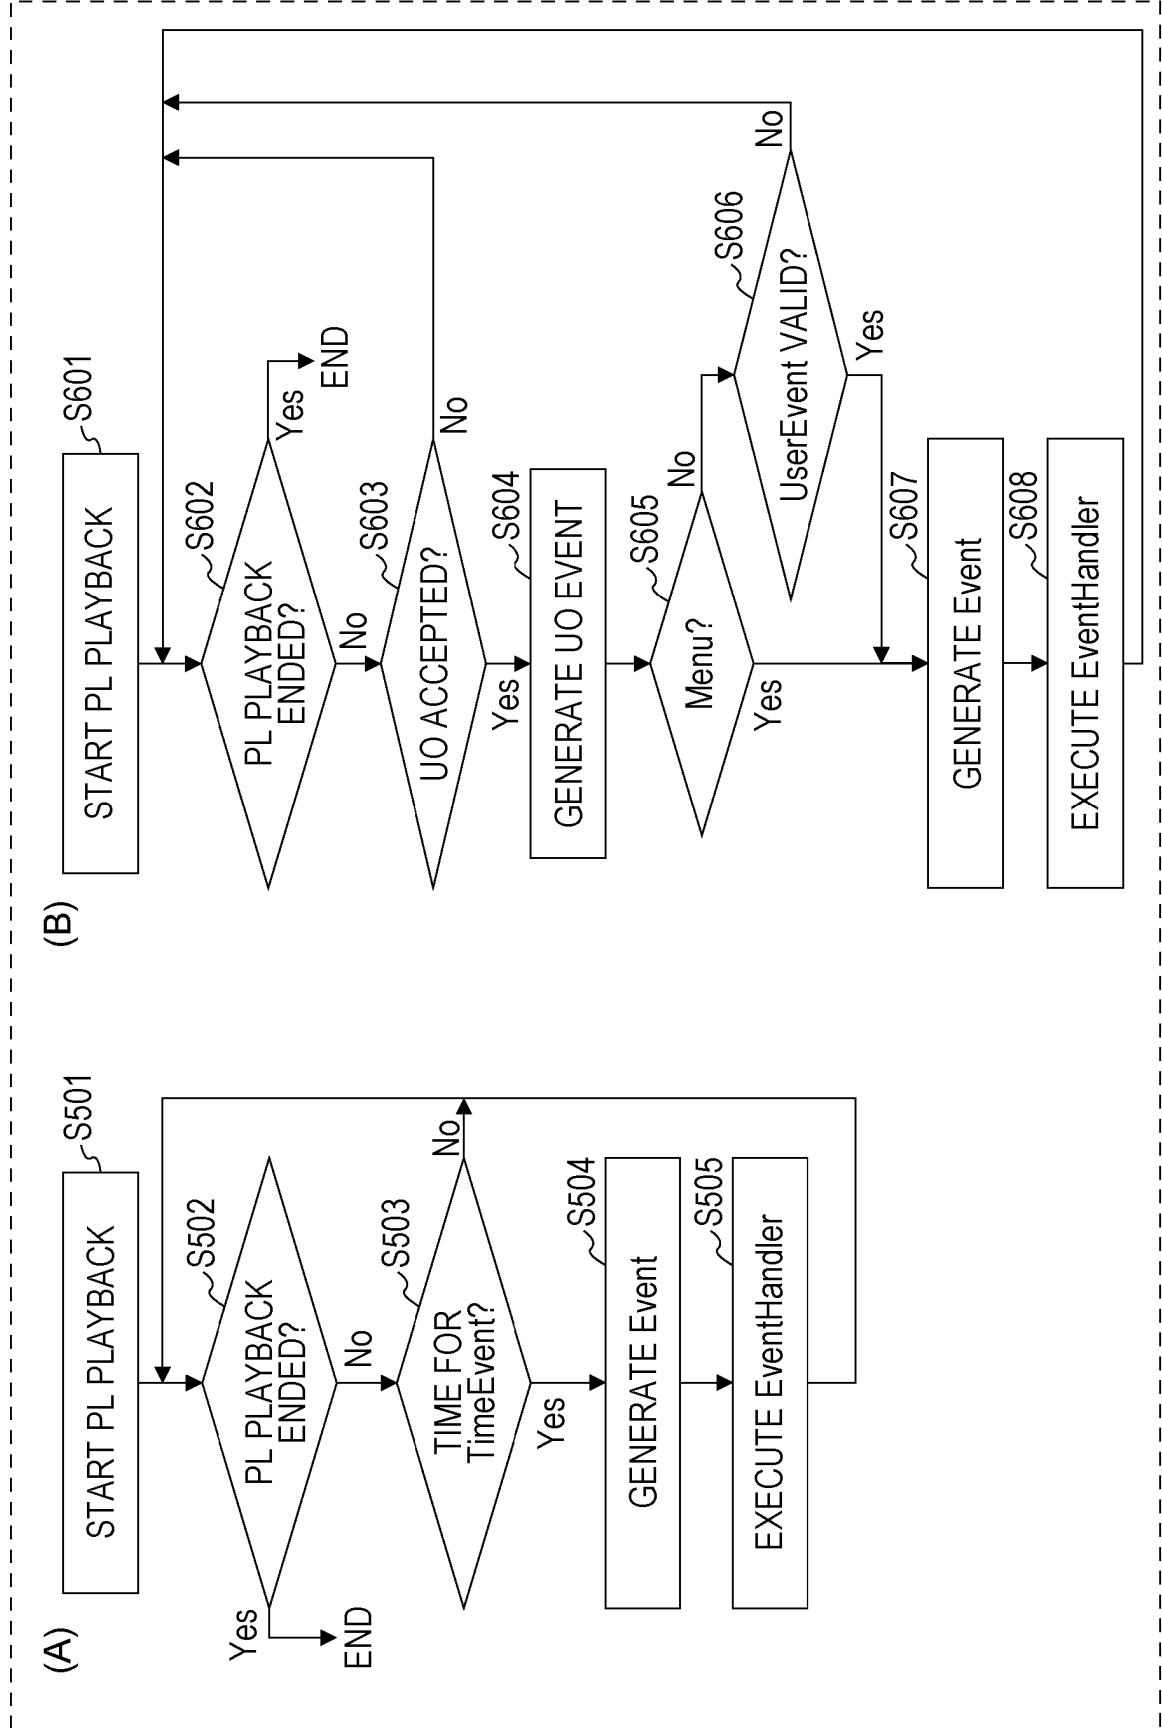 (A)
START PL PLAYBACK
S501
PL PLAYBACK
ENDED?
S502
Yes
END
No
TIME FOR
TimeEvent?
S503
No
Yes
GENERATE Event
S504
EXECUTE EventHandler
S505
(B)
START PL PLAYBACK
S601
PL PLAYBACK
ENDED?
S602
Yes
END
No
UO ACCEPTED?
S603
No
Yes
GENERATE UO EVENT
S604
Menu?
S605
No
Yes
UserEvent VALID?
S606
No
Yes
GENERATE Event
S607
EXECUTE EventHandler
S608